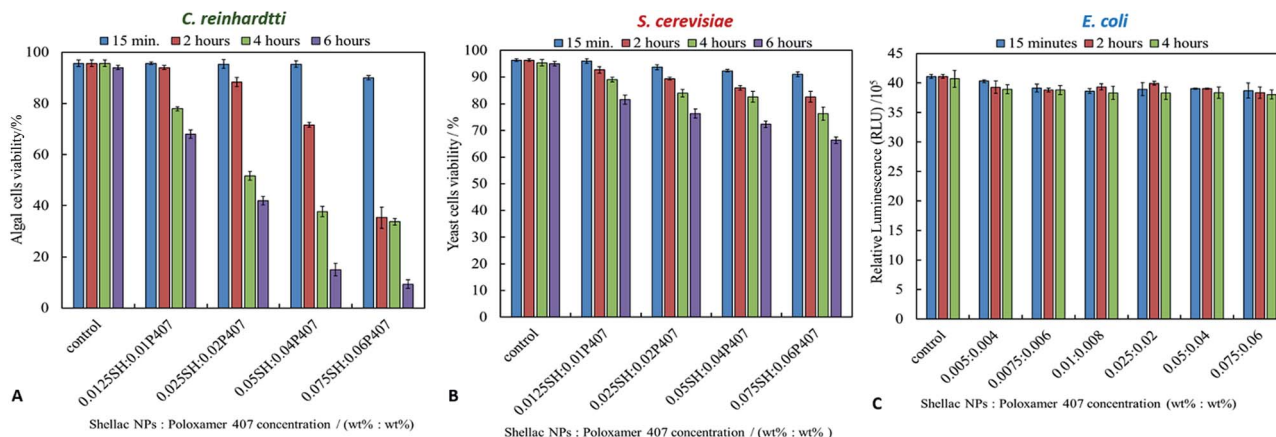 C. reinhardtti
15 min. 2 hours 4 hours 6 hours
100
80
60
40
20
0
Algal cells viability/%
control
0.0125SH:0.01P407
0.025SH:0.02P407
0.05SH:0.04P407
0.075SH:0.06P407
A
Shellac NPs : Poloxamer 407 concentration / (wt% : wt%)
S. cerevisiae
15 min. 2 hours 4 hours 6 hours
100
90
80
70
60
50
40
30
20
10
0
Yeast cells viability / %
control
0.0125SH:0.01P407
0.025SH:0.02P407
0.05SH:0.04P407
0.075SH:0.06P407
B
Shellac NPs : Poloxamer 407 concentration / (wt% : wt% )
E. coli
15 minutes 2 hours 4 hours
45
40
35
30
25
20
15
10
5
0
Relative Luminescence (RLU) /10⁵
control
0.005:0.004
0.0075:0.006
0.01:0.008
0.025:0.02
0.05:0.04
0.075:0.06
C
Shellac NPs : Poloxamer 407 concentration (wt% : wt%)